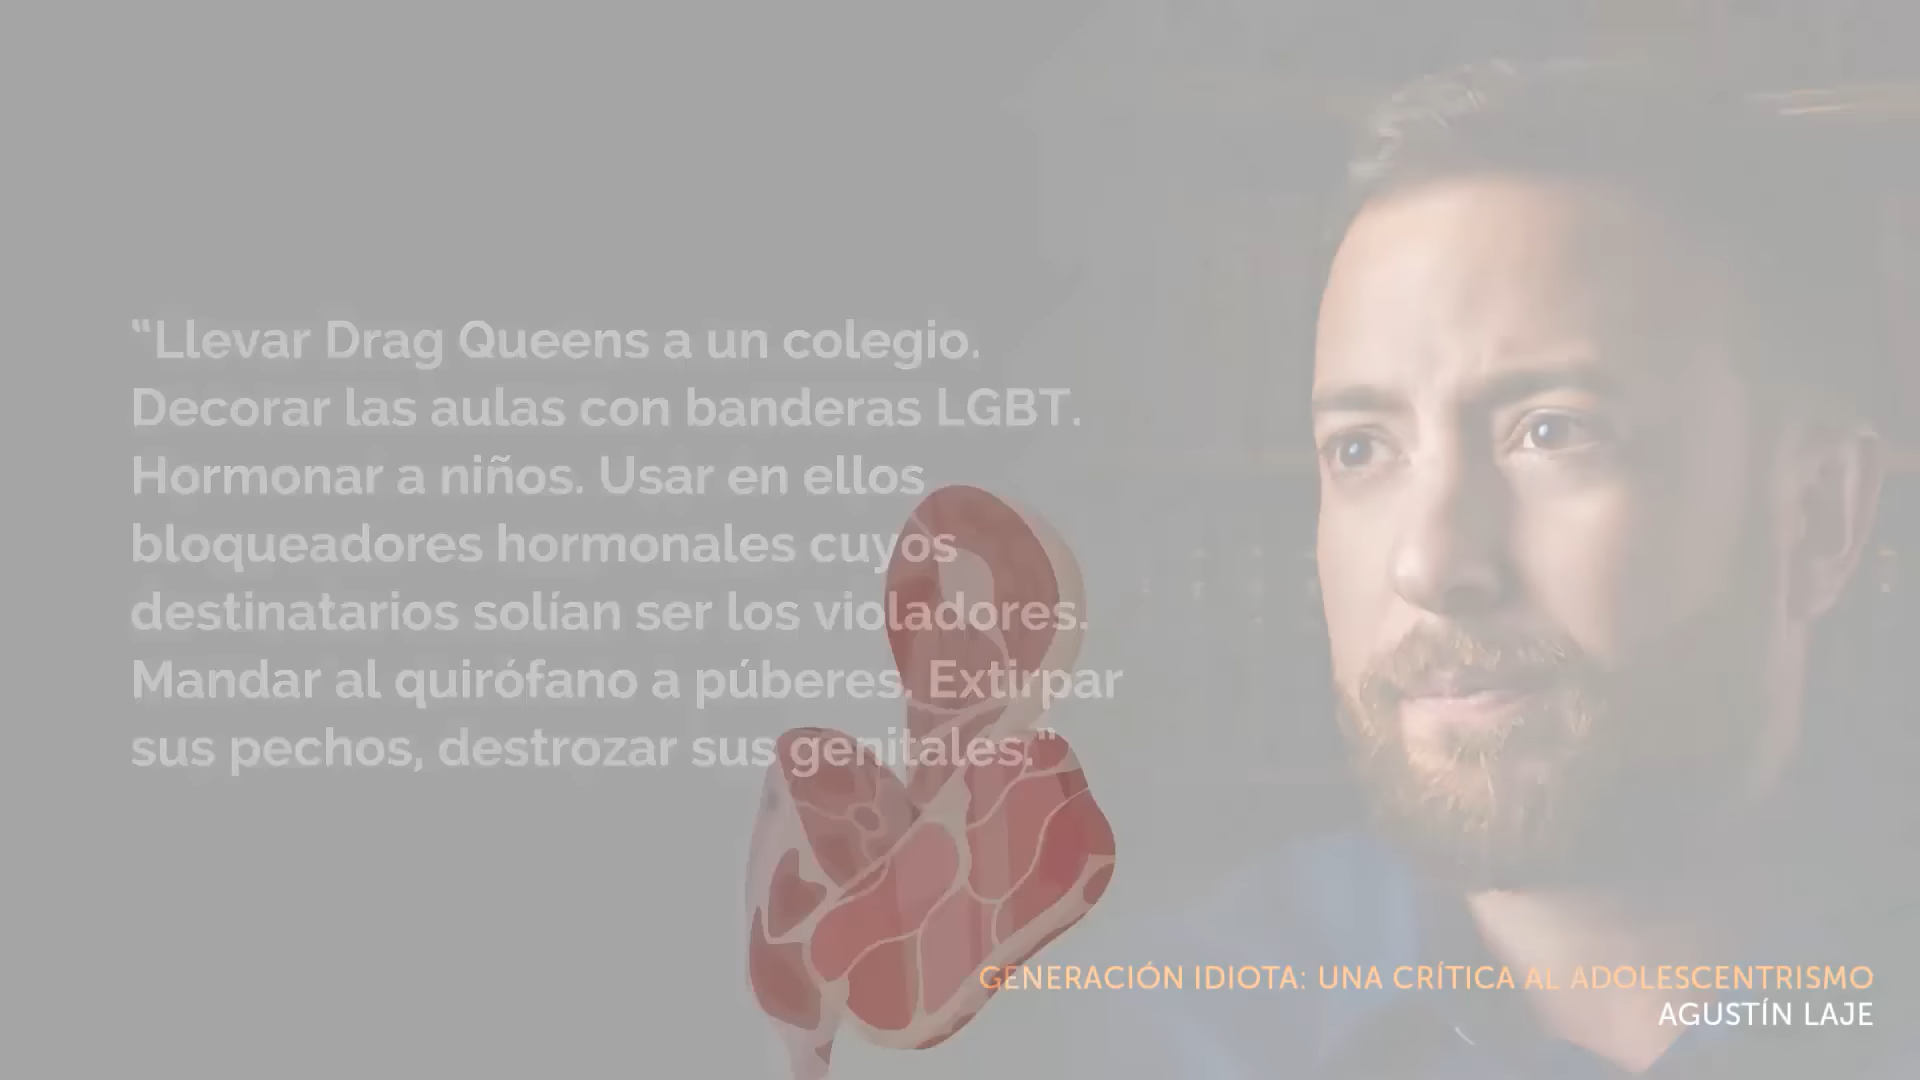 “Llevar Drag Queens a un colegio.
Decorar las aulas con banderas LGBT.
Hormonar a niños. Usar en ellos
bloqueadores hormonales cuyos
destinatarios solían ser los violadores.
Mandar al quirófano a púberes. Extirpar
sus pechos, destrozar sus genitales."
GENERACIÓN IDIOTA: UNA CRÍTICA AL ADOLESCENTRISMO
AGUSTÍN LAJE